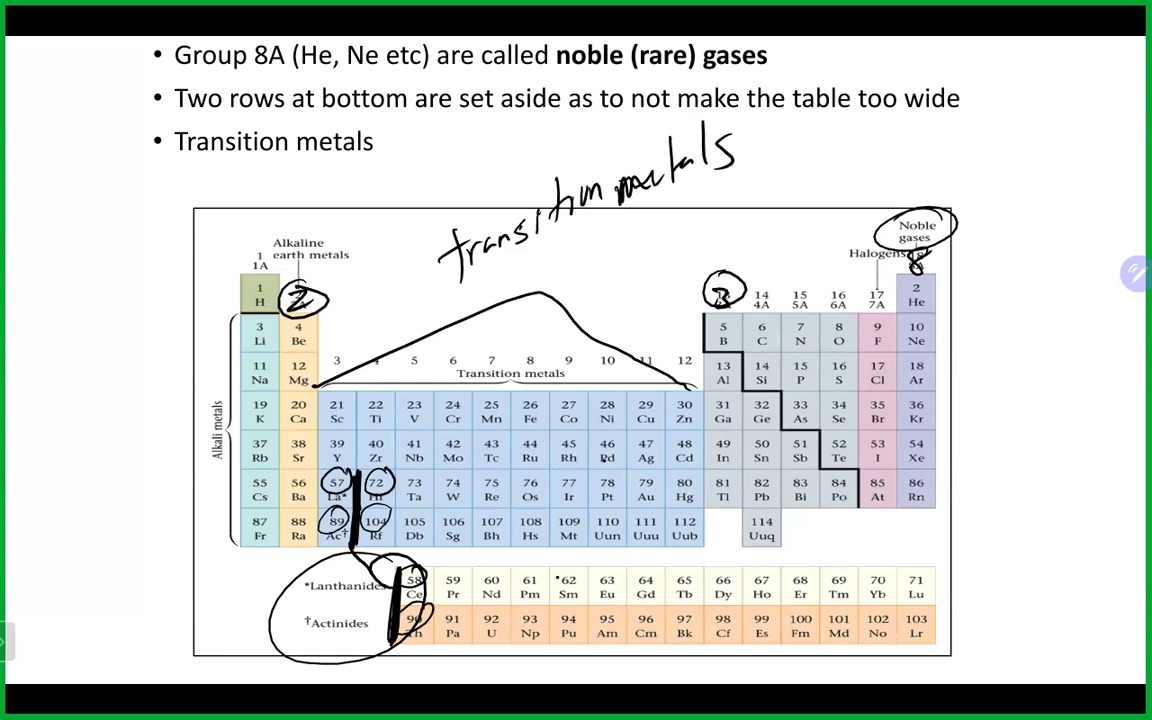 • Group 8A (He, Ne etc) are called noble (rare) gases
• Two rows at bottom are set aside as to not make the table too wide
• Transition metals
transition metals
Noble
gases
Alkaline
earth metals
Halogens
8
1
1A
2
3
14 15 16 17
4A 5A 6A 7A
1 2
H He
3 4 5 6 7 8 9 10
Li Be B C N O F Ne
3 4 5 6 7 8 9 10 11 12
Transition metals
11 12 13 14 15 16 17 18
Na Mg Al Si P S Cl Ar
Alkali metals
19 20 21 22 23 24 25 26 27 28 29 30 31 32 33 34 35 36
K Ca Sc Ti V Cr Mn Fe Co Ni Cu Zn Ga Ge As Se Br Kr
37 38 39 40 41 42 43 44 45 46 47 48 49 50 51 52 53 54
Rb Sr Y Zr Nb Mo Tc Ru Rh Pd Ag Cd In Sn Sb Te I Xe
55 56 57 72 73 74 75 76 77 78 79 80 81 82 83 84 85 86
Cs Ba La* Hf Ta W Re Os Ir Pt Au Hg Tl Pb Bi Po At Rn
87 88 89 104 105 106 107 108 109 110 111 112 114
Fr Ra Ac† Rf Db Sg Bh Hs Mt Uun Uuu Uub Uuq
*Lanthanides
58 59 60 61 62 63 64 65 66 67 68 69 70 71
Ce Pr Nd Pm Sm Eu Gd Tb Dy Ho Er Tm Yb Lu
†Actinides
90 91 92 93 94 95 96 97 98 99 100 101 102 103
Th Pa U Np Pu Am Cm Bk Cf Es Fm Md No Lr